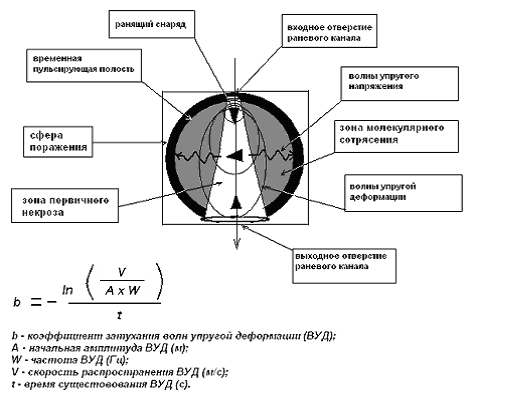 ранящий снаряд
входное отверстие
раневого канала
временная
пульсирующая полость
волны упругого
напряжения
сфера
поражения
зона молекулярного
сотрясения
зона первичного
некроза
волны упругой
деформации
выходное отверстие
раневого канала
b = - ln ( V / A x W ) / t
b - коэффициент затухания волн упругой деформации (ВУД);
A - начальная амплитуда ВУД (м);
W - частота ВУД (Гц);
V - скорость распространения ВУД (м/с);
t - время существования ВУД (с).